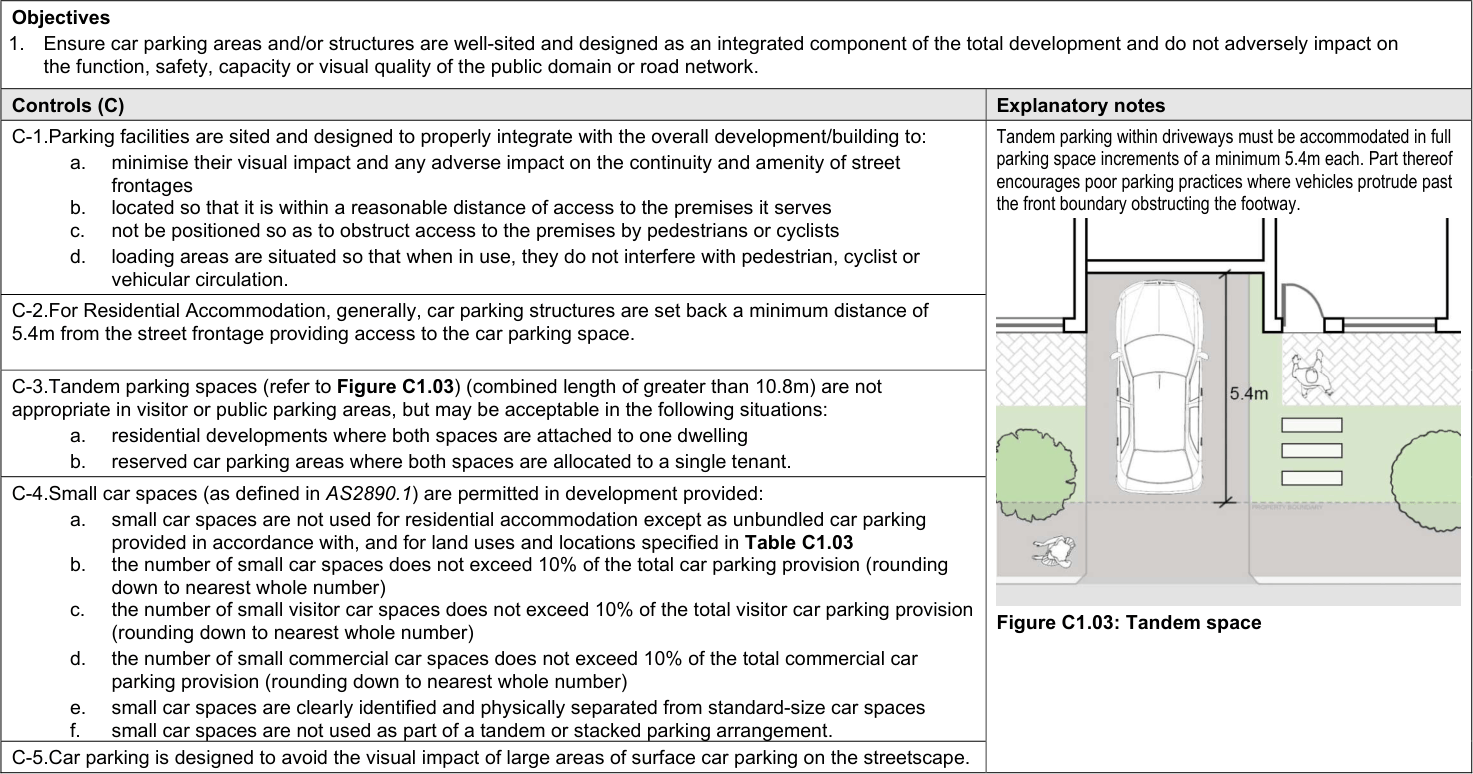 Objectives
1. Ensure car parking areas and/or structures are well-sited and designed as an integrated component of the total development and do not adversely impact on
the function, safety, capacity or visual quality of the public domain or road network.
Controls (C)
C-1.Parking facilities are sited and designed to properly integrate with the overall development/building to:
a. minimise their visual impact and any adverse impact on the continuity and amenity of street
frontages
b. located so that it is within a reasonable distance of access to the premises it serves
c. not be positioned so as to obstruct access to the premises by pedestrians or cyclists
d. loading areas are situated so that when in use, they do not interfere with pedestrian, cyclist or
vehicular circulation.
C-2.For Residential Accommodation, generally, car parking structures are set back a minimum distance of
5.4m from the street frontage providing access to the car parking space.
C-3.Tandem parking spaces (refer to Figure C1.03) (combined length of greater than 10.8m) are not
appropriate in visitor or public parking areas, but may be acceptable in the following situations:
a. residential developments where both spaces are attached to one dwelling
b. reserved car parking areas where both spaces are allocated to a single tenant.
C-4.Small car spaces (as defined in AS2890.1) are permitted in development provided:
a. small car spaces are not used for residential accommodation except as unbundled car parking
provided in accordance with, and for land uses and locations specified in Table C1.03
b. the number of small car spaces does not exceed 10% of the total car parking provision (rounding
down to nearest whole number)
c. the number of small visitor car spaces does not exceed 10% of the total visitor car parking provision
(rounding down to nearest whole number)
d. the number of small commercial car spaces does not exceed 10% of the total commercial car
parking provision (rounding down to nearest whole number)
e. small car spaces are clearly identified and physically separated from standard-size car spaces
f. small car spaces are not used as part of a tandem or stacked parking arrangement.
C-5.Car parking is designed to avoid the visual impact of large areas of surface car parking on the streetscape.
Explanatory notes
Tandem parking within driveways must be accommodated in full
parking space increments of a minimum 5.4m each. Part thereof
encourages poor parking practices where vehicles protrude past
the front boundary obstructing the footway.
5.4m
PROPERTY BOUNDARY
Figure C1.03: Tandem space